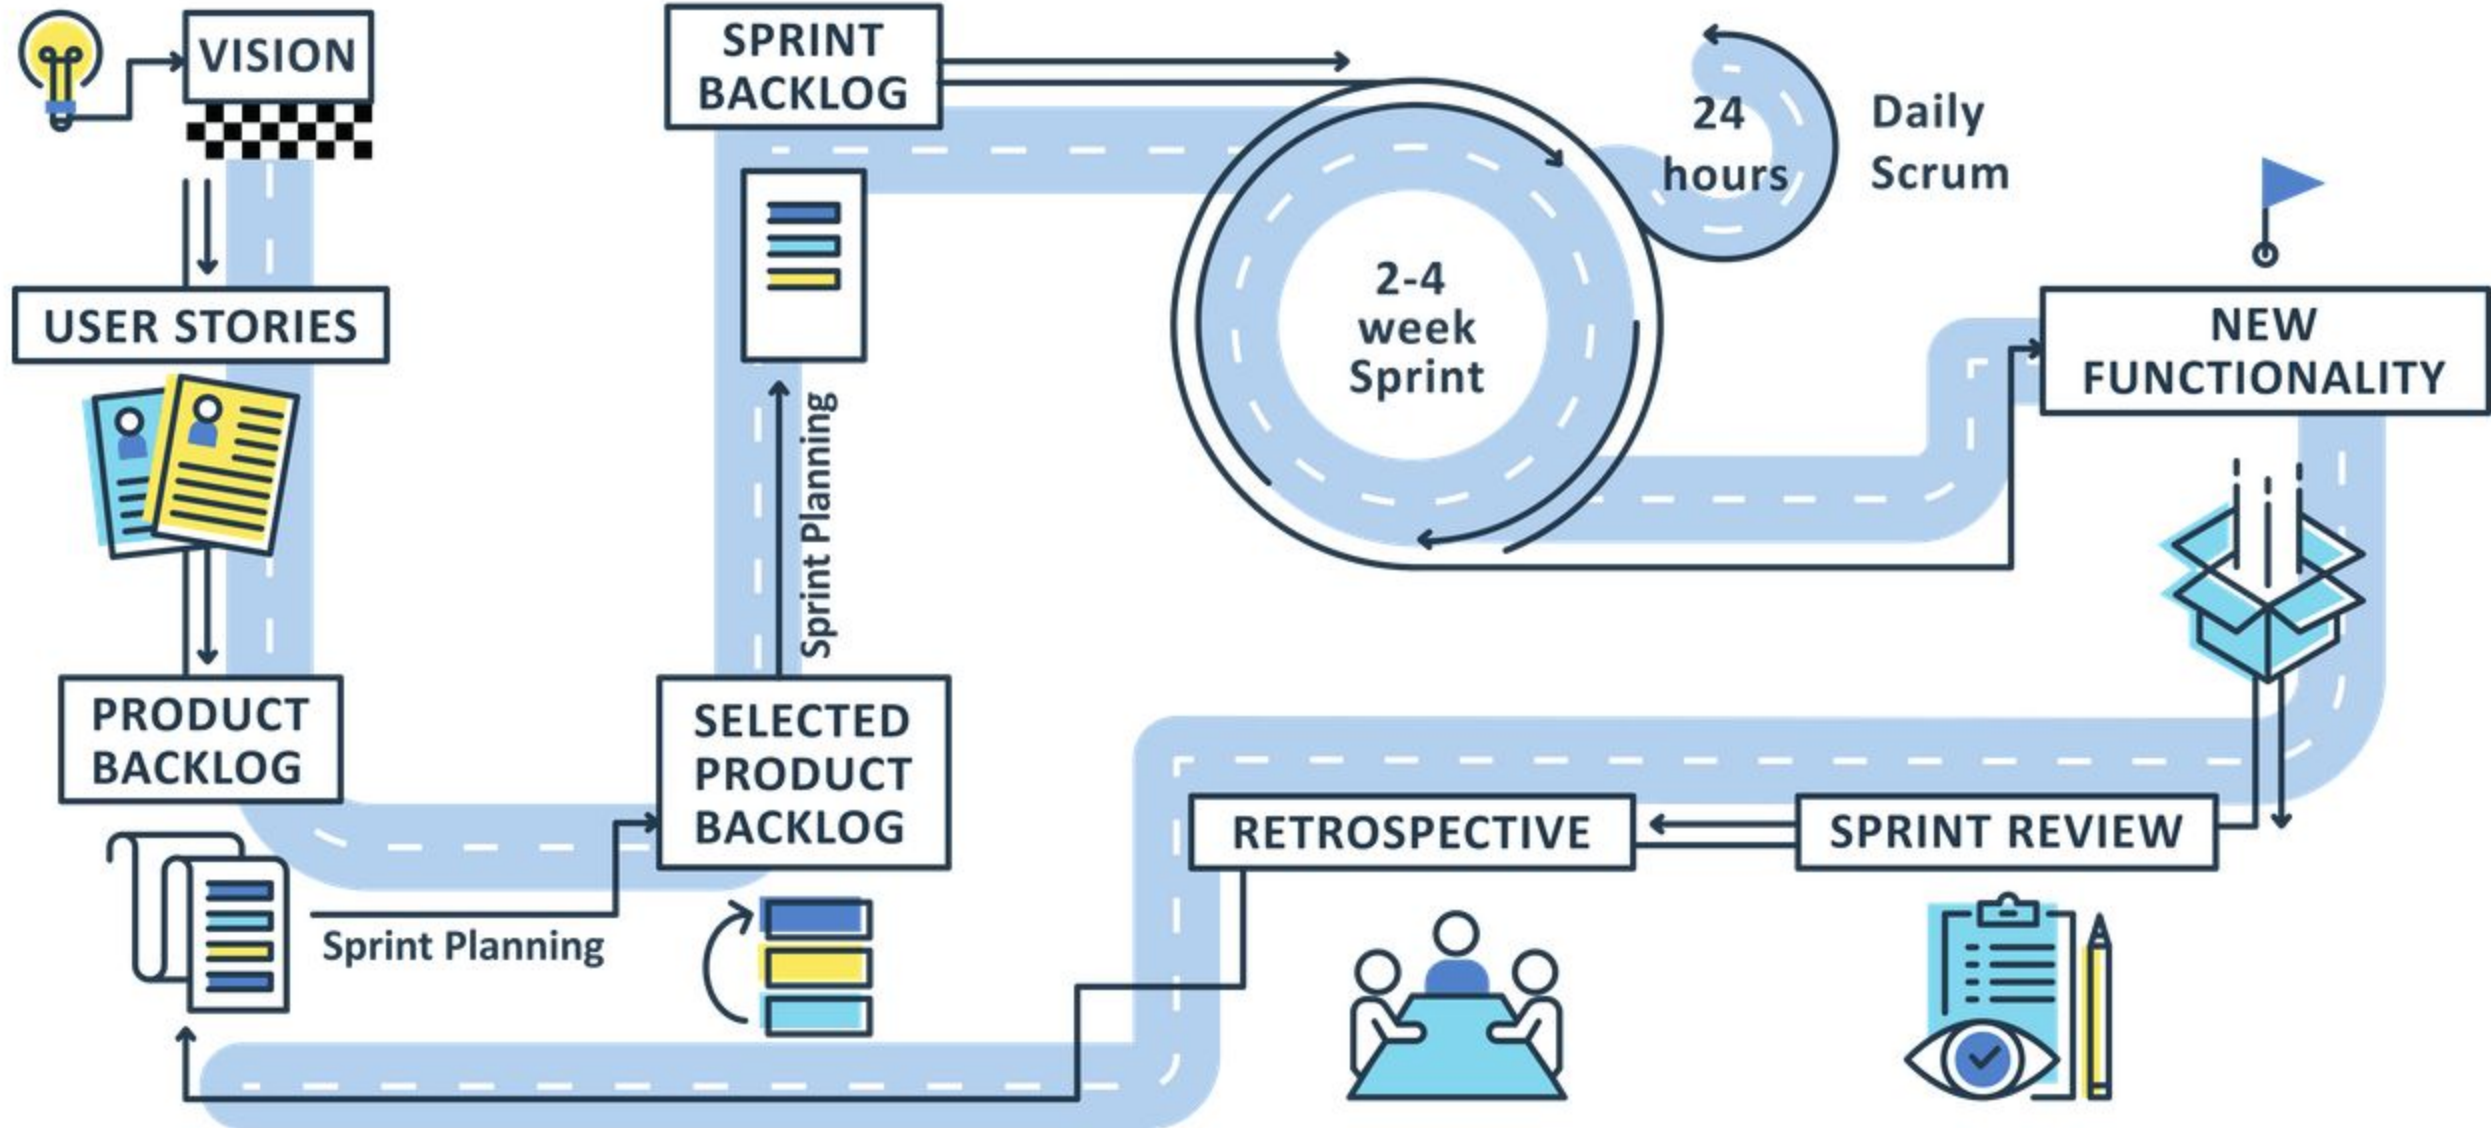 VISION
USER STORIES
PRODUCT
BACKLOG
Sprint Planning
SELECTED
PRODUCT
BACKLOG
Sprint Planning
SPRINT
BACKLOG
2-4
week
Sprint
24
hours
Daily
Scrum
NEW
FUNCTIONALITY
SPRINT REVIEW
RETROSPECTIVE